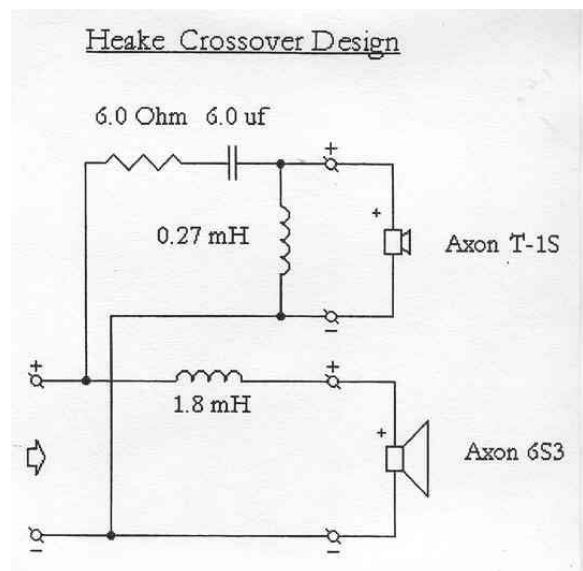 Heake Crossover Design
6.0 Ohm 6.0 uf
+
+
0.27 mH
Axon T-1S
−
+
+
1.8 mH
+
Axon 6S3
−
−